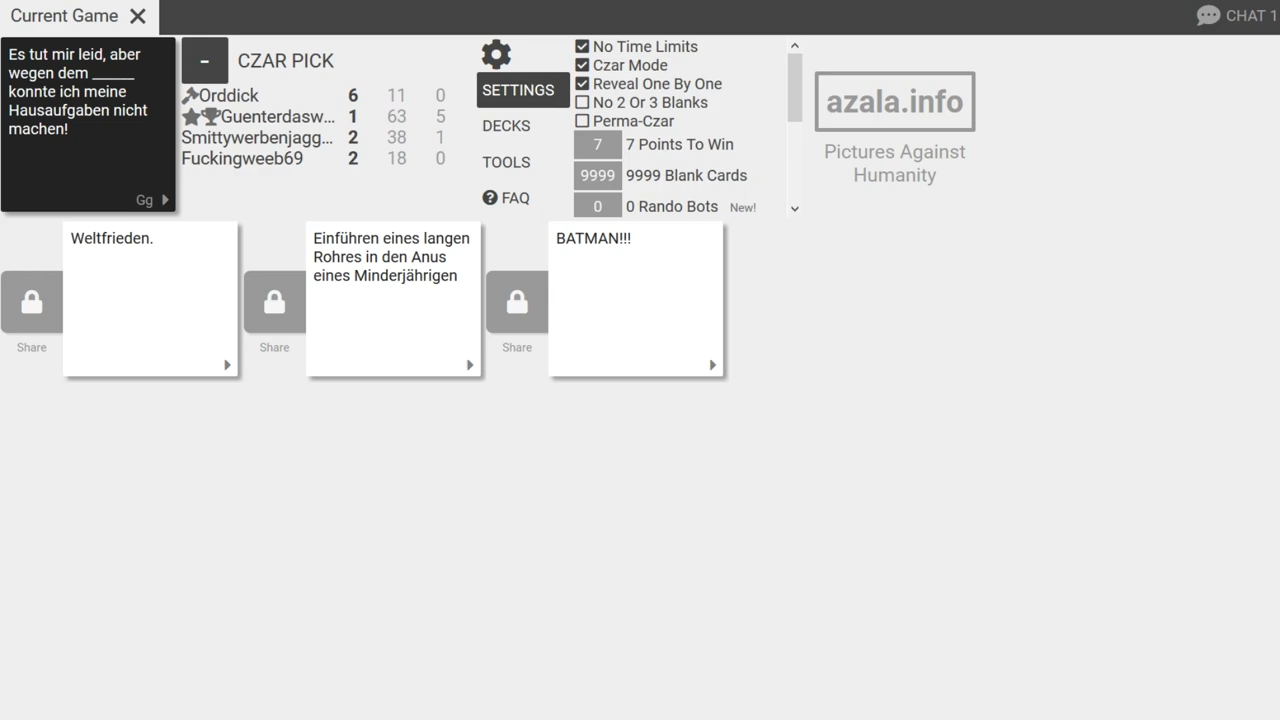 Current Game
CHAT 1
Es tut mir leid, aber
wegen dem _____
konnte ich meine
Hausaufgaben nicht
machen!
Gg
-
CZAR PICK
Orddick 6 11 0
Guenterdasw... 1 63 5
Smittywerbenjagg... 2 38 1
Fuckingweeb69 2 18 0
SETTINGS
DECKS
TOOLS
FAQ
No Time Limits
Czar Mode
Reveal One By One
No 2 Or 3 Blanks
Perma-Czar
7 7 Points To Win
9999 9999 Blank Cards
0 0 Rando Bots New!
azala.info
Pictures Against
Humanity
Share
Weltfrieden.
Share
Einführen eines langen
Rohres in den Anus
eines Minderjährigen
Share
BATMAN!!!